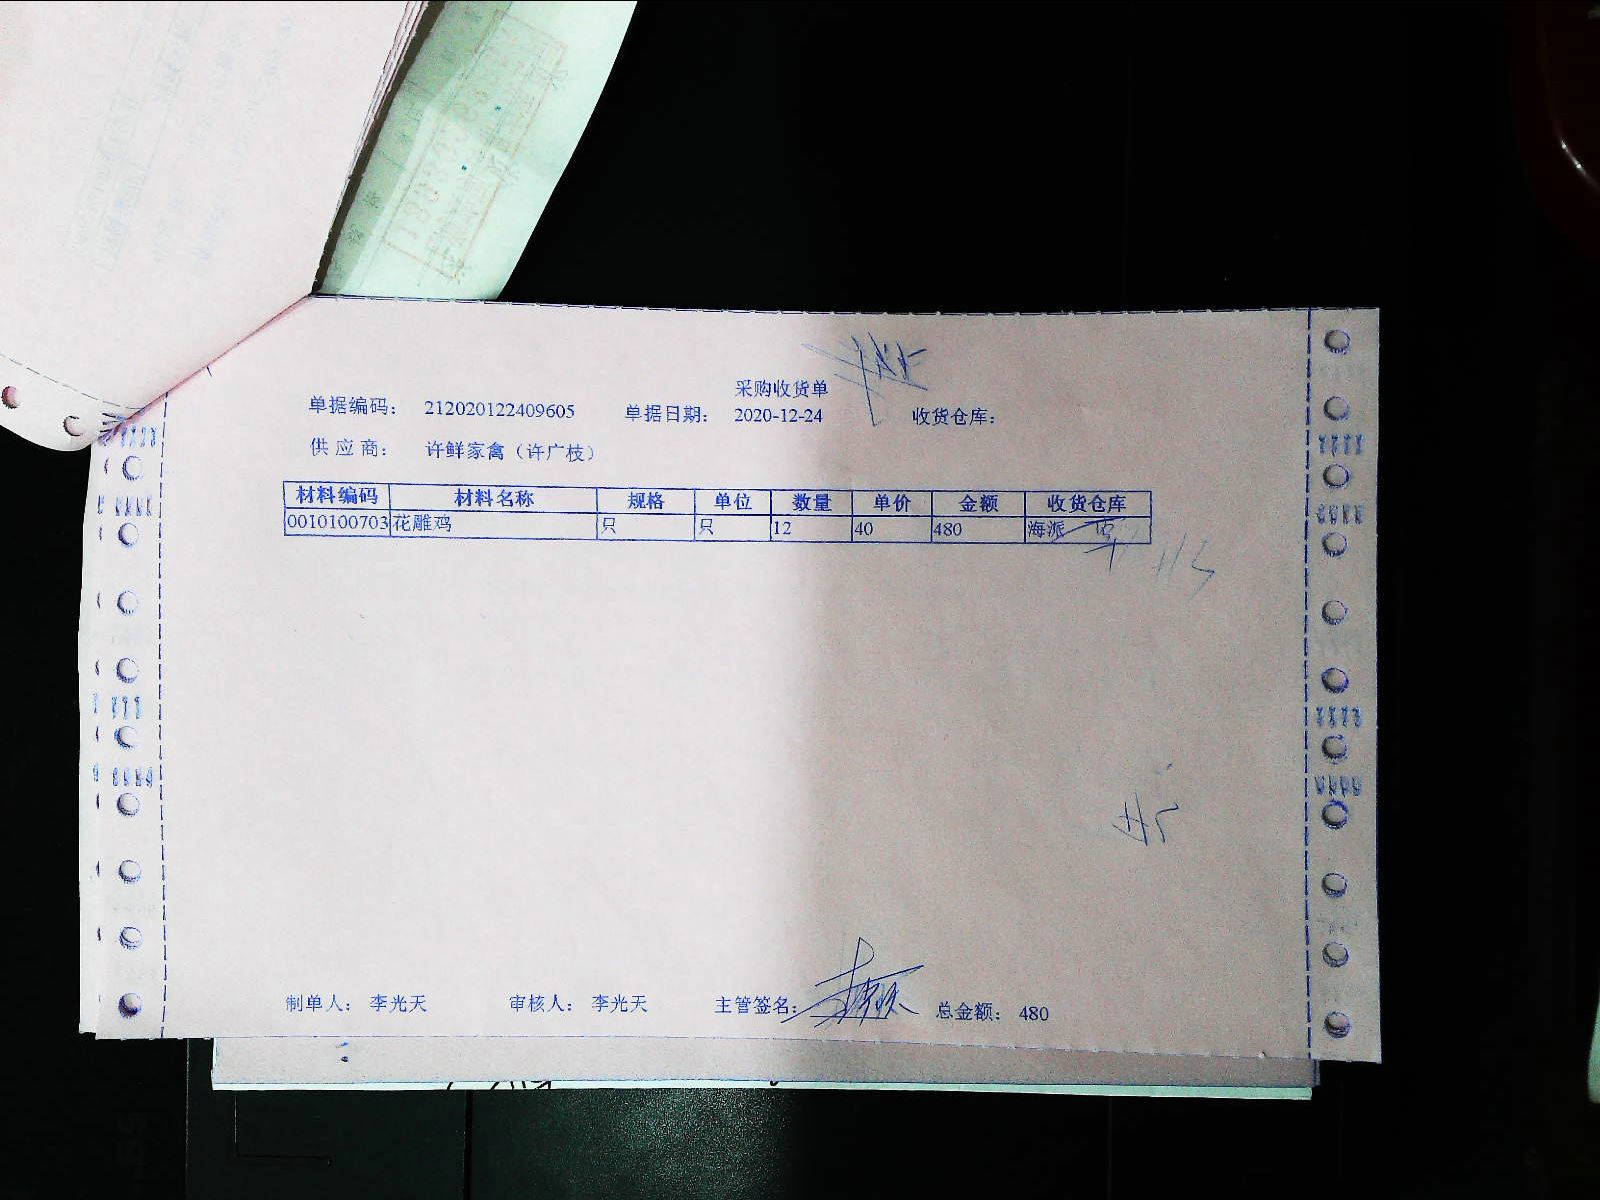 采购收货单
单据编码： 212020122409605 单据日期： 2020-12-24 收货仓库：
供应商： 许鲜家禽（许广枝）
材料编码 材料名称 规格 单位 数量 单价 金额 收货仓库
0010100703 花雕鸡 只 只 12 40 480 海派 店
制单人： 李光天 审核人： 李光天 主管签名： 总金额： 480